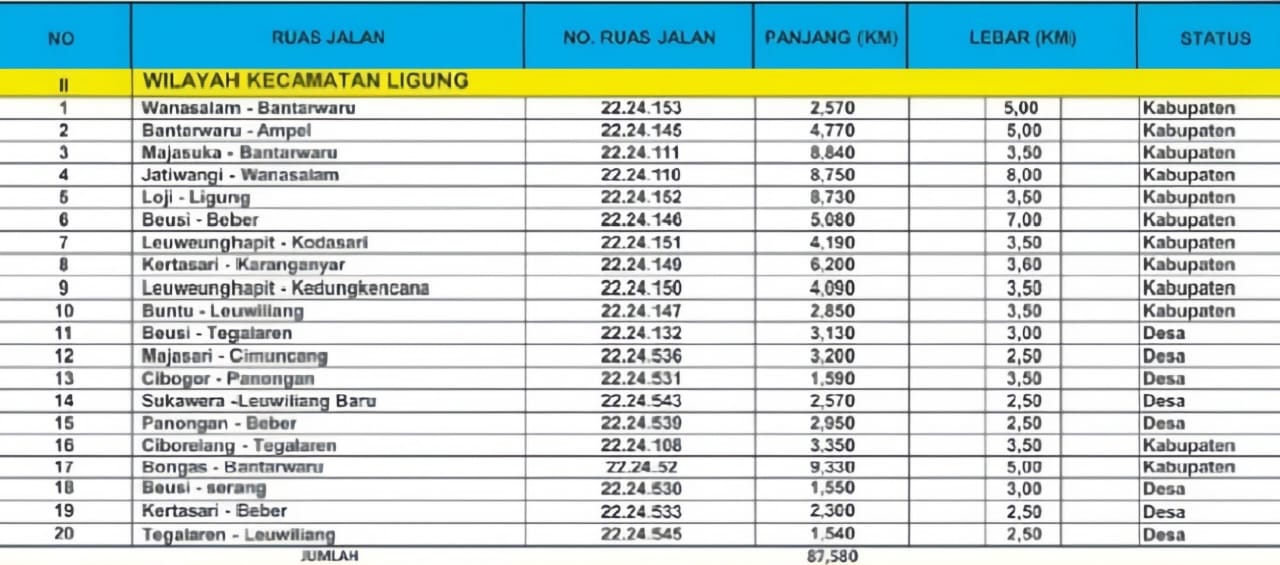 NO RUAS JALAN NO. RUAS JALAN PANJANG (KM) LEBAR (KM) STATUS
II WILAYAH KECAMATAN LIGUNG
1 Wanasalam - Bantarwaru 22.24.153 2,570 5,00 Kabupaten
2 Bantarwaru - Ampel 22.24.145 4,770 5,00 Kabupaten
3 Majasuka - Bantarwaru 22.24.111 8,840 3,50 Kabupaten
4 Jatiwangi - Wanasalam 22.24.110 8,750 8,00 Kabupaten
5 Loji - Ligung 22.24.152 8,730 3,50 Kabupaten
6 Beusi - Beber 22.24.146 5,080 7,00 Kabupaten
7 Leuweunghapit - Kodasari 22.24.151 4,190 3,50 Kabupaten
8 Kertasari - Karanganyar 22.24.149 6,200 3,60 Kabupaten
9 Leuweunghapit - Kedungkencana 22.24.150 4,090 3,50 Kabupaten
10 Buntu - Leuwiliang 22.24.147 2,850 3,50 Kabupaten
11 Beusi - Tegalaren 22.24.132 3,130 3,00 Desa
12 Majasari - Cimuncang 22.24.536 3,200 2,50 Desa
13 Cibogor - Panongan 22.24.531 1,590 3,50 Desa
14 Sukawera -Leuwiliang Baru 22.24.543 2,570 2,50 Desa
15 Panongan - Beber 22.24.539 2,950 2,50 Desa
16 Ciborelang - Tegalaren 22.24.108 3,350 3,50 Kabupaten
17 Bongas - Bantarwaru 22.24.52 9,330 5,00 Kabupaten
18 Beusi - serang 22.24.530 1,550 3,00 Desa
19 Kertasari - Beber 22.24.533 2,300 2,50 Desa
20 Tegalaren - Leuwiliang 22.24.545 1,540 2,50 Desa
JUMLAH 87,580